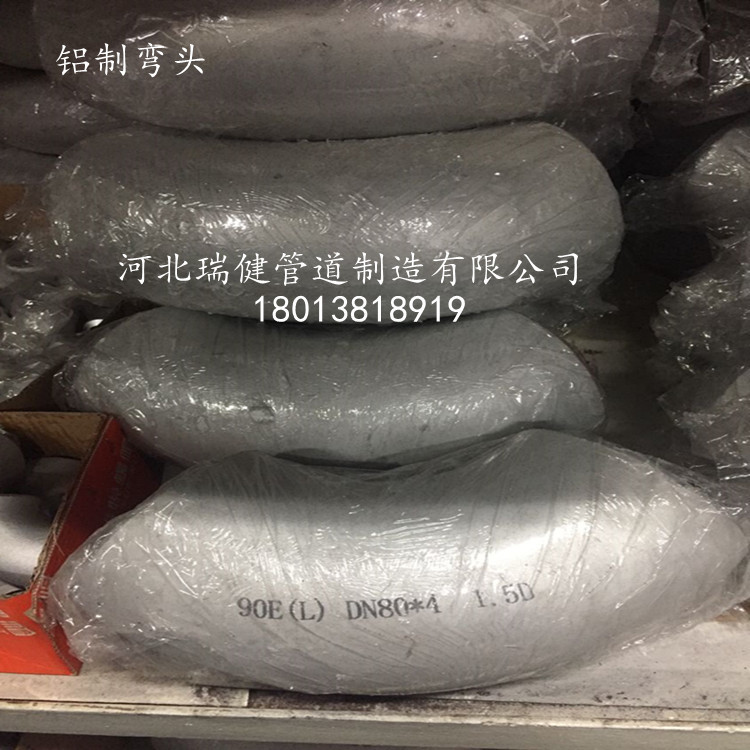 铝制弯头
河北瑞健管道制造有限公司
18013818919
90E(L) DN80*4 1.5D